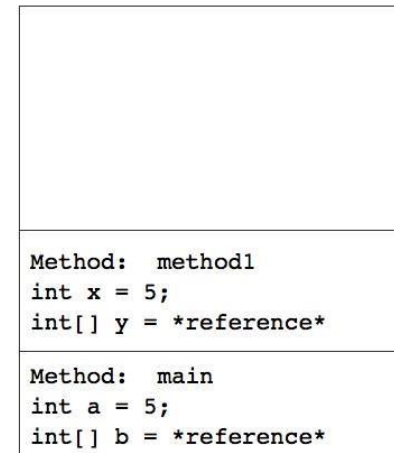 Method:  method1
int x = 5;
int[] y = *reference*
Method:  main
int a = 5;
int[] b = *reference*